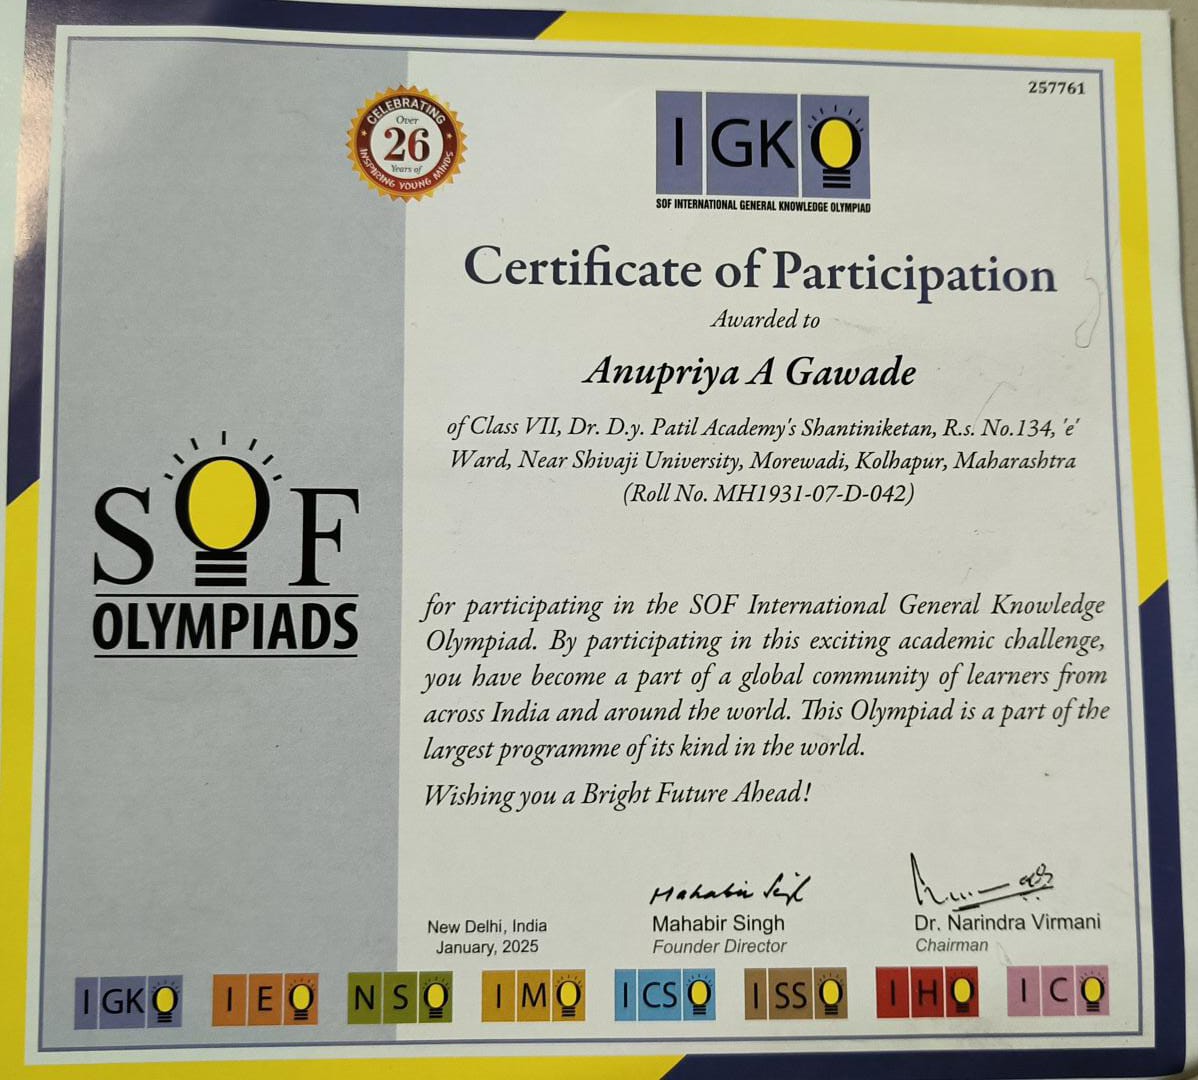 257761
CELEBRATING
Over
26
Years of
INSPIRING YOUNG MINDS
IGKO
SOF INTERNATIONAL GENERAL KNOWLEDGE OLYMPIAD
Certificate of Participation
Awarded to
Anupriya A Gawade
of Class VII, Dr. D.y. Patil Academy's Shantiniketan, R.s. No.134, 'e'
Ward, Near Shivaji University, Morewadi, Kolhapur, Maharashtra
(Roll No. MH1931-07-D-042)
SOF
OLYMPIADS
for participating in the SOF International General Knowledge
Olympiad. By participating in this exciting academic challenge,
you have become a part of a global community of learners from
across India and around the world. This Olympiad is a part of the
largest programme of its kind in the world.
Wishing you a Bright Future Ahead!
Mahabir Singh
New Delhi, India
January, 2025
Mahabir Singh
Founder Director
Dr. Narindra Virmani
Chairman
IGKO IEO NSO IMO ICSO ISSO IHO ICO